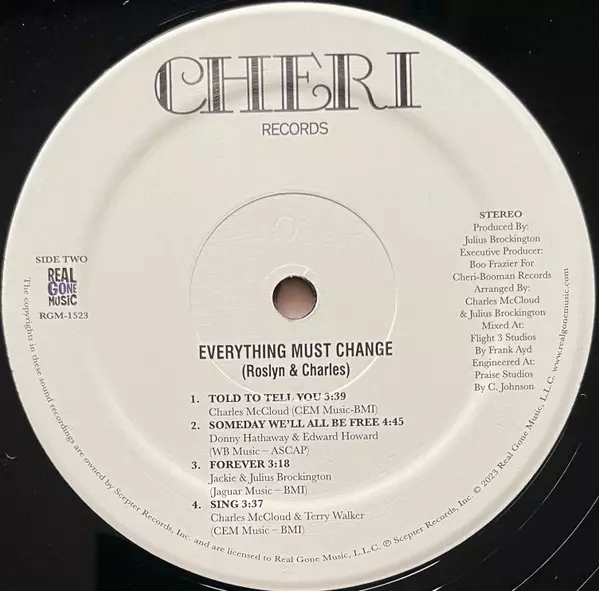 CHERI
RECORDS
SIDE TWO
REAL
GONE
MUSIC
RGM-1523
STEREO
Produced By:
Julius Brockington
Executive Producer:
Boo Frazier For
Cheri-Booman Records
Arranged By:
Charles McCloud
& Julius Brockington
Mixed At:
Flight 3 Studios
By Frank Ayd
Engineered At:
Praise Studios
By C. Johnson
EVERYTHING MUST CHANGE
(Roslyn & Charles)
1. TOLD TO TELL YOU 3:39
Charles McCloud (CEM Music-BMI)
2. SOMEDAY WE'LL ALL BE FREE 4:45
Donny Hathaway & Edward Howard
(WB Music – ASCAP)
3. FOREVER 3:18
Jackie & Julius Brockington
(Jaguar Music – BMI)
4. SING 3:37
Charles McCloud & Terry Walker
(CEM Music – BMI)
The copyrights in these sound recordings are owned by Scepter Records, Inc. and are licensed to Real Gone Music, L.L.C. ℗ Scepter Records, Inc. © 2023 Real Gone Music, L.L.C. www.realgonemusic.com.